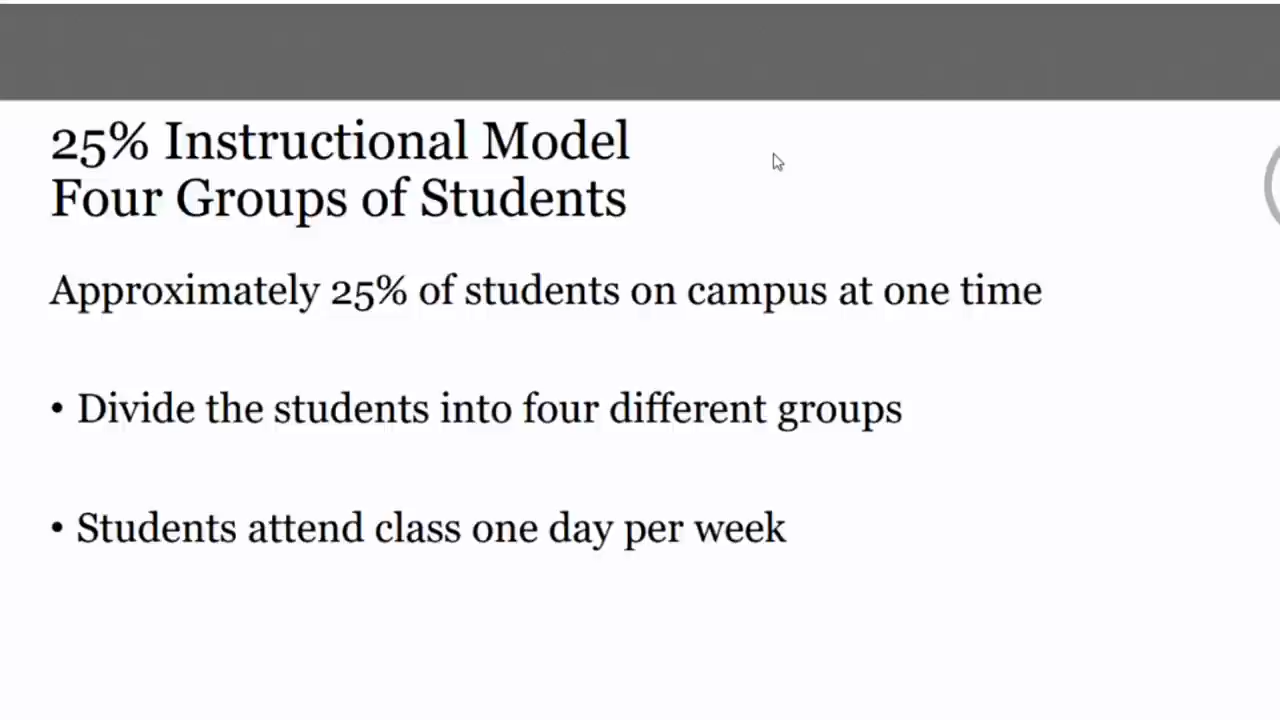 25% Instructional Model
Four Groups of Students
Approximately 25% of students on campus at one time
• Divide the students into four different groups
• Students attend class one day per week